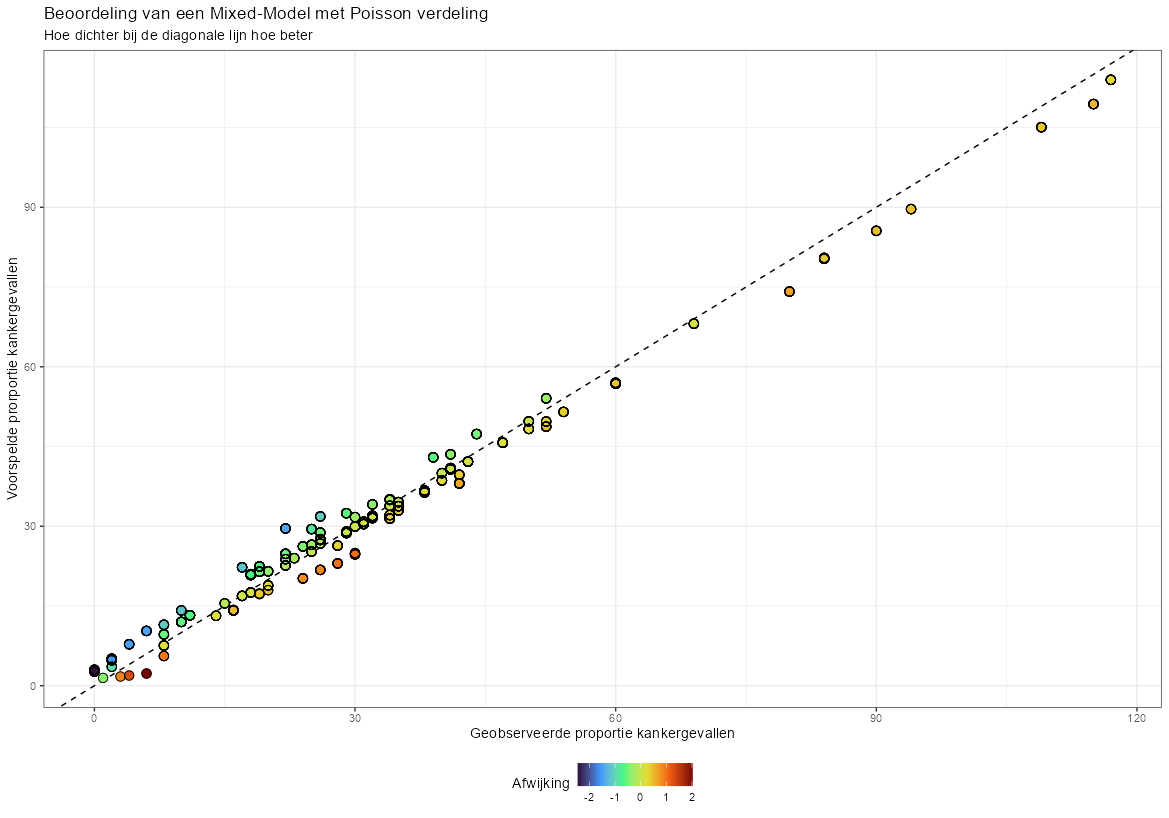 Beoordeling van een Mixed-Model met Poisson verdeling
Hoe dichter bij de diagonale lijn hoe beter
Voorspelde prorportie kankergevallen
90
60
30
0
0 30 60 90 120
Geobserveerde proportie kankergevallen
Afwijking
-2 -1 0 1 2